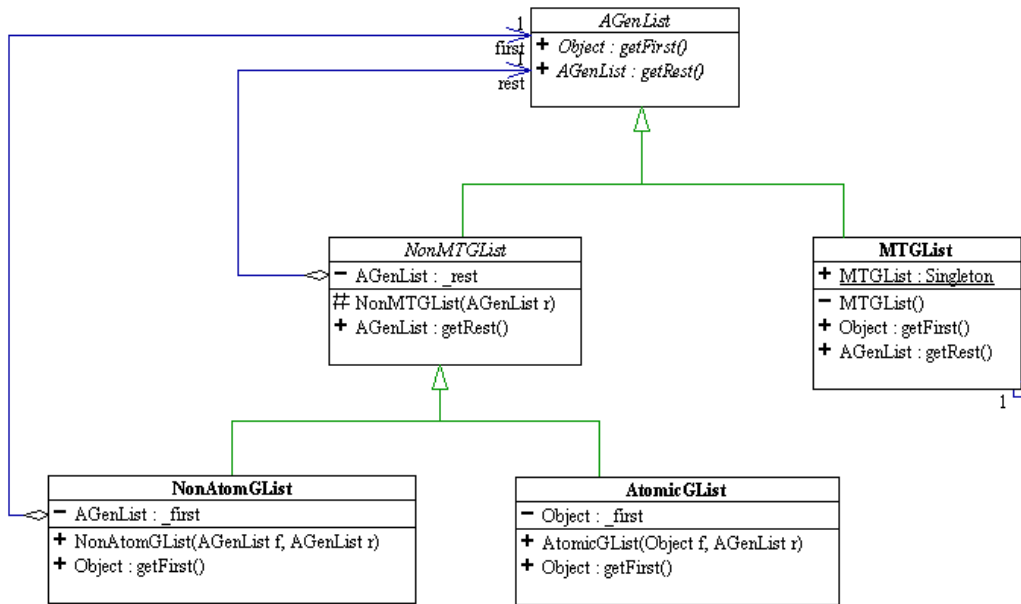 AGenList
1
first
+ Object : getFirst()
1
+ AGenList : getRest()
rest
NonMTGList
- AGenList : _rest
# NonMTGList(AGenList r)
+ AGenList : getRest()
MTGList
+ MTGList : Singleton
- MTGList()
+ Object : getFirst()
+ AGenList : getRest()
1
NonAtomGList
- AGenList : _first
+ NonAtomGList(AGenList f, AGenList r)
+ Object : getFirst()
AtomicGList
- Object : _first
+ AtomicGList(Object f, AGenList r)
+ Object : getFirst()